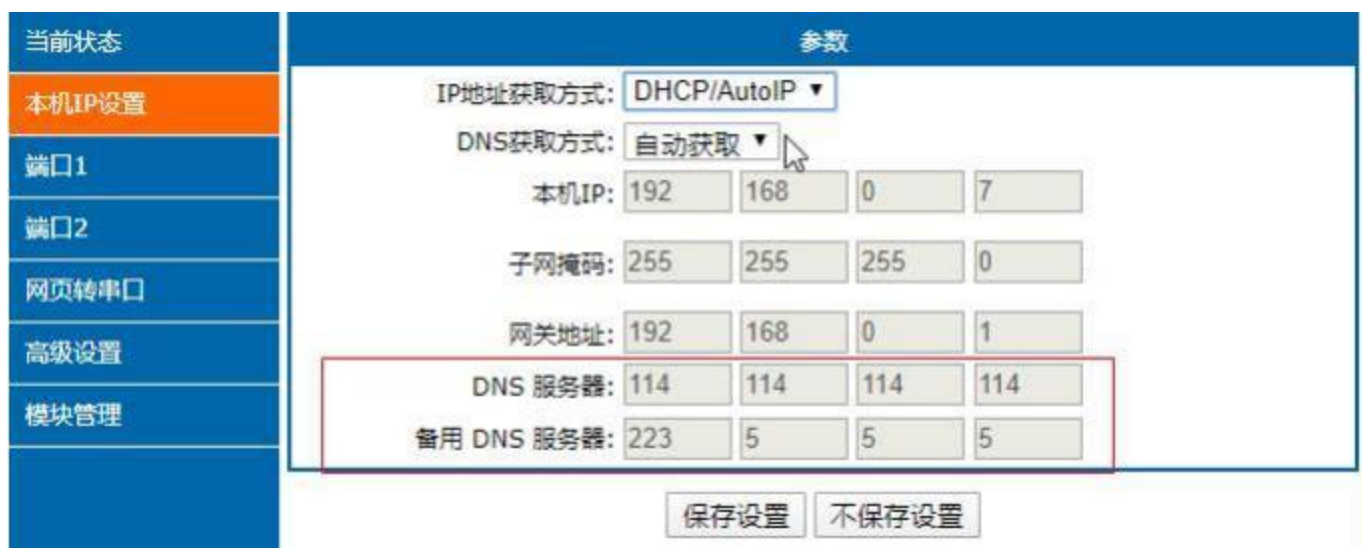 当前状态
本机IP设置
端口1
端口2
网页转串口
高级设置
模块管理
参数
IP地址获取方式: DHCP/AutoIP
DNS获取方式: 自动获取
本机IP: 192 168 0 7
子网掩码: 255 255 255 0
网关地址: 192 168 0 1
DNS 服务器: 114 114 114 114
备用 DNS 服务器: 223 5 5 5
保存设置 不保存设置